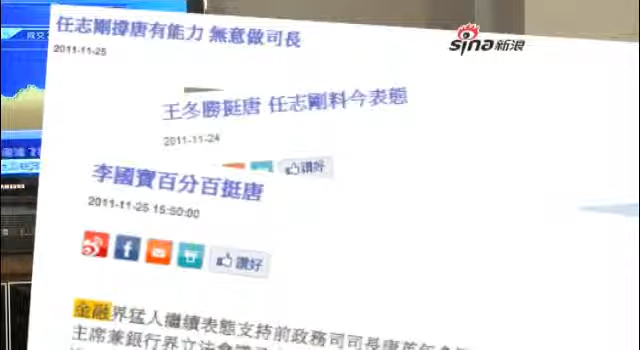 任志剛撐唐有能力 無意做司長
2011-11-25
sina新浪
王冬勝挺唐 任志剛料今表態
2011-11-24
讚好
李國寶百分百挺唐
2011-11-25 15:50:00
讚好
金融界猛人繼續表態支持前政務司司長唐英年
主席兼銀行界立法會議
SAMSUNG